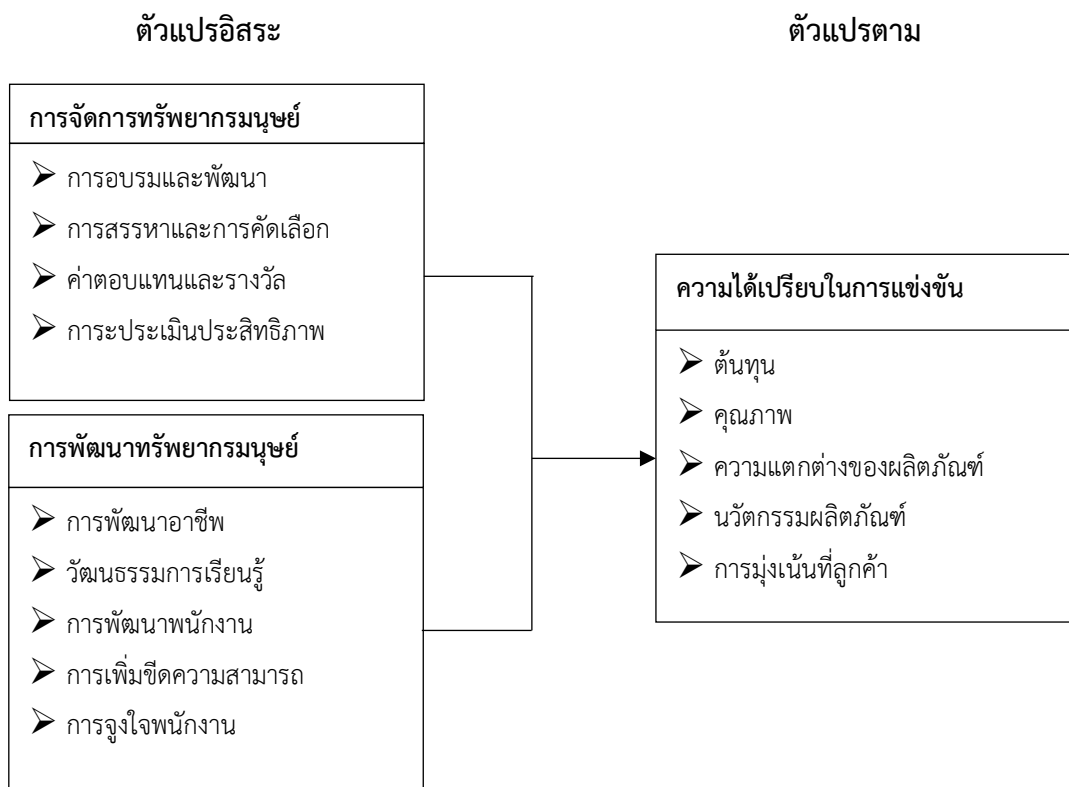 ตัวแปรอิสระ
ตัวแปรตาม
การจัดการทรัพยากรมนุษย์
➢ การอบรมและพัฒนา
➢ การสรรหาและการคัดเลือก
➢ ค่าตอบแทนและรางวัล
➢ การะประเมินประสิทธิภาพ
การพัฒนาทรัพยากรมนุษย์
➢ การพัฒนาอาชีพ
➢ วัฒนธรรมการเรียนรู้
➢ การพัฒนาพนักงาน
➢ การเพิ่มขีดความสามารถ
➢ การจูงใจพนักงาน
ความได้เปรียบในการแข่งขัน
➢ ต้นทุน
➢ คุณภาพ
➢ ความแตกต่างของผลิตภัณฑ์
➢ นวัตกรรมผลิตภัณฑ์
➢ การมุ่งเน้นที่ลูกค้า